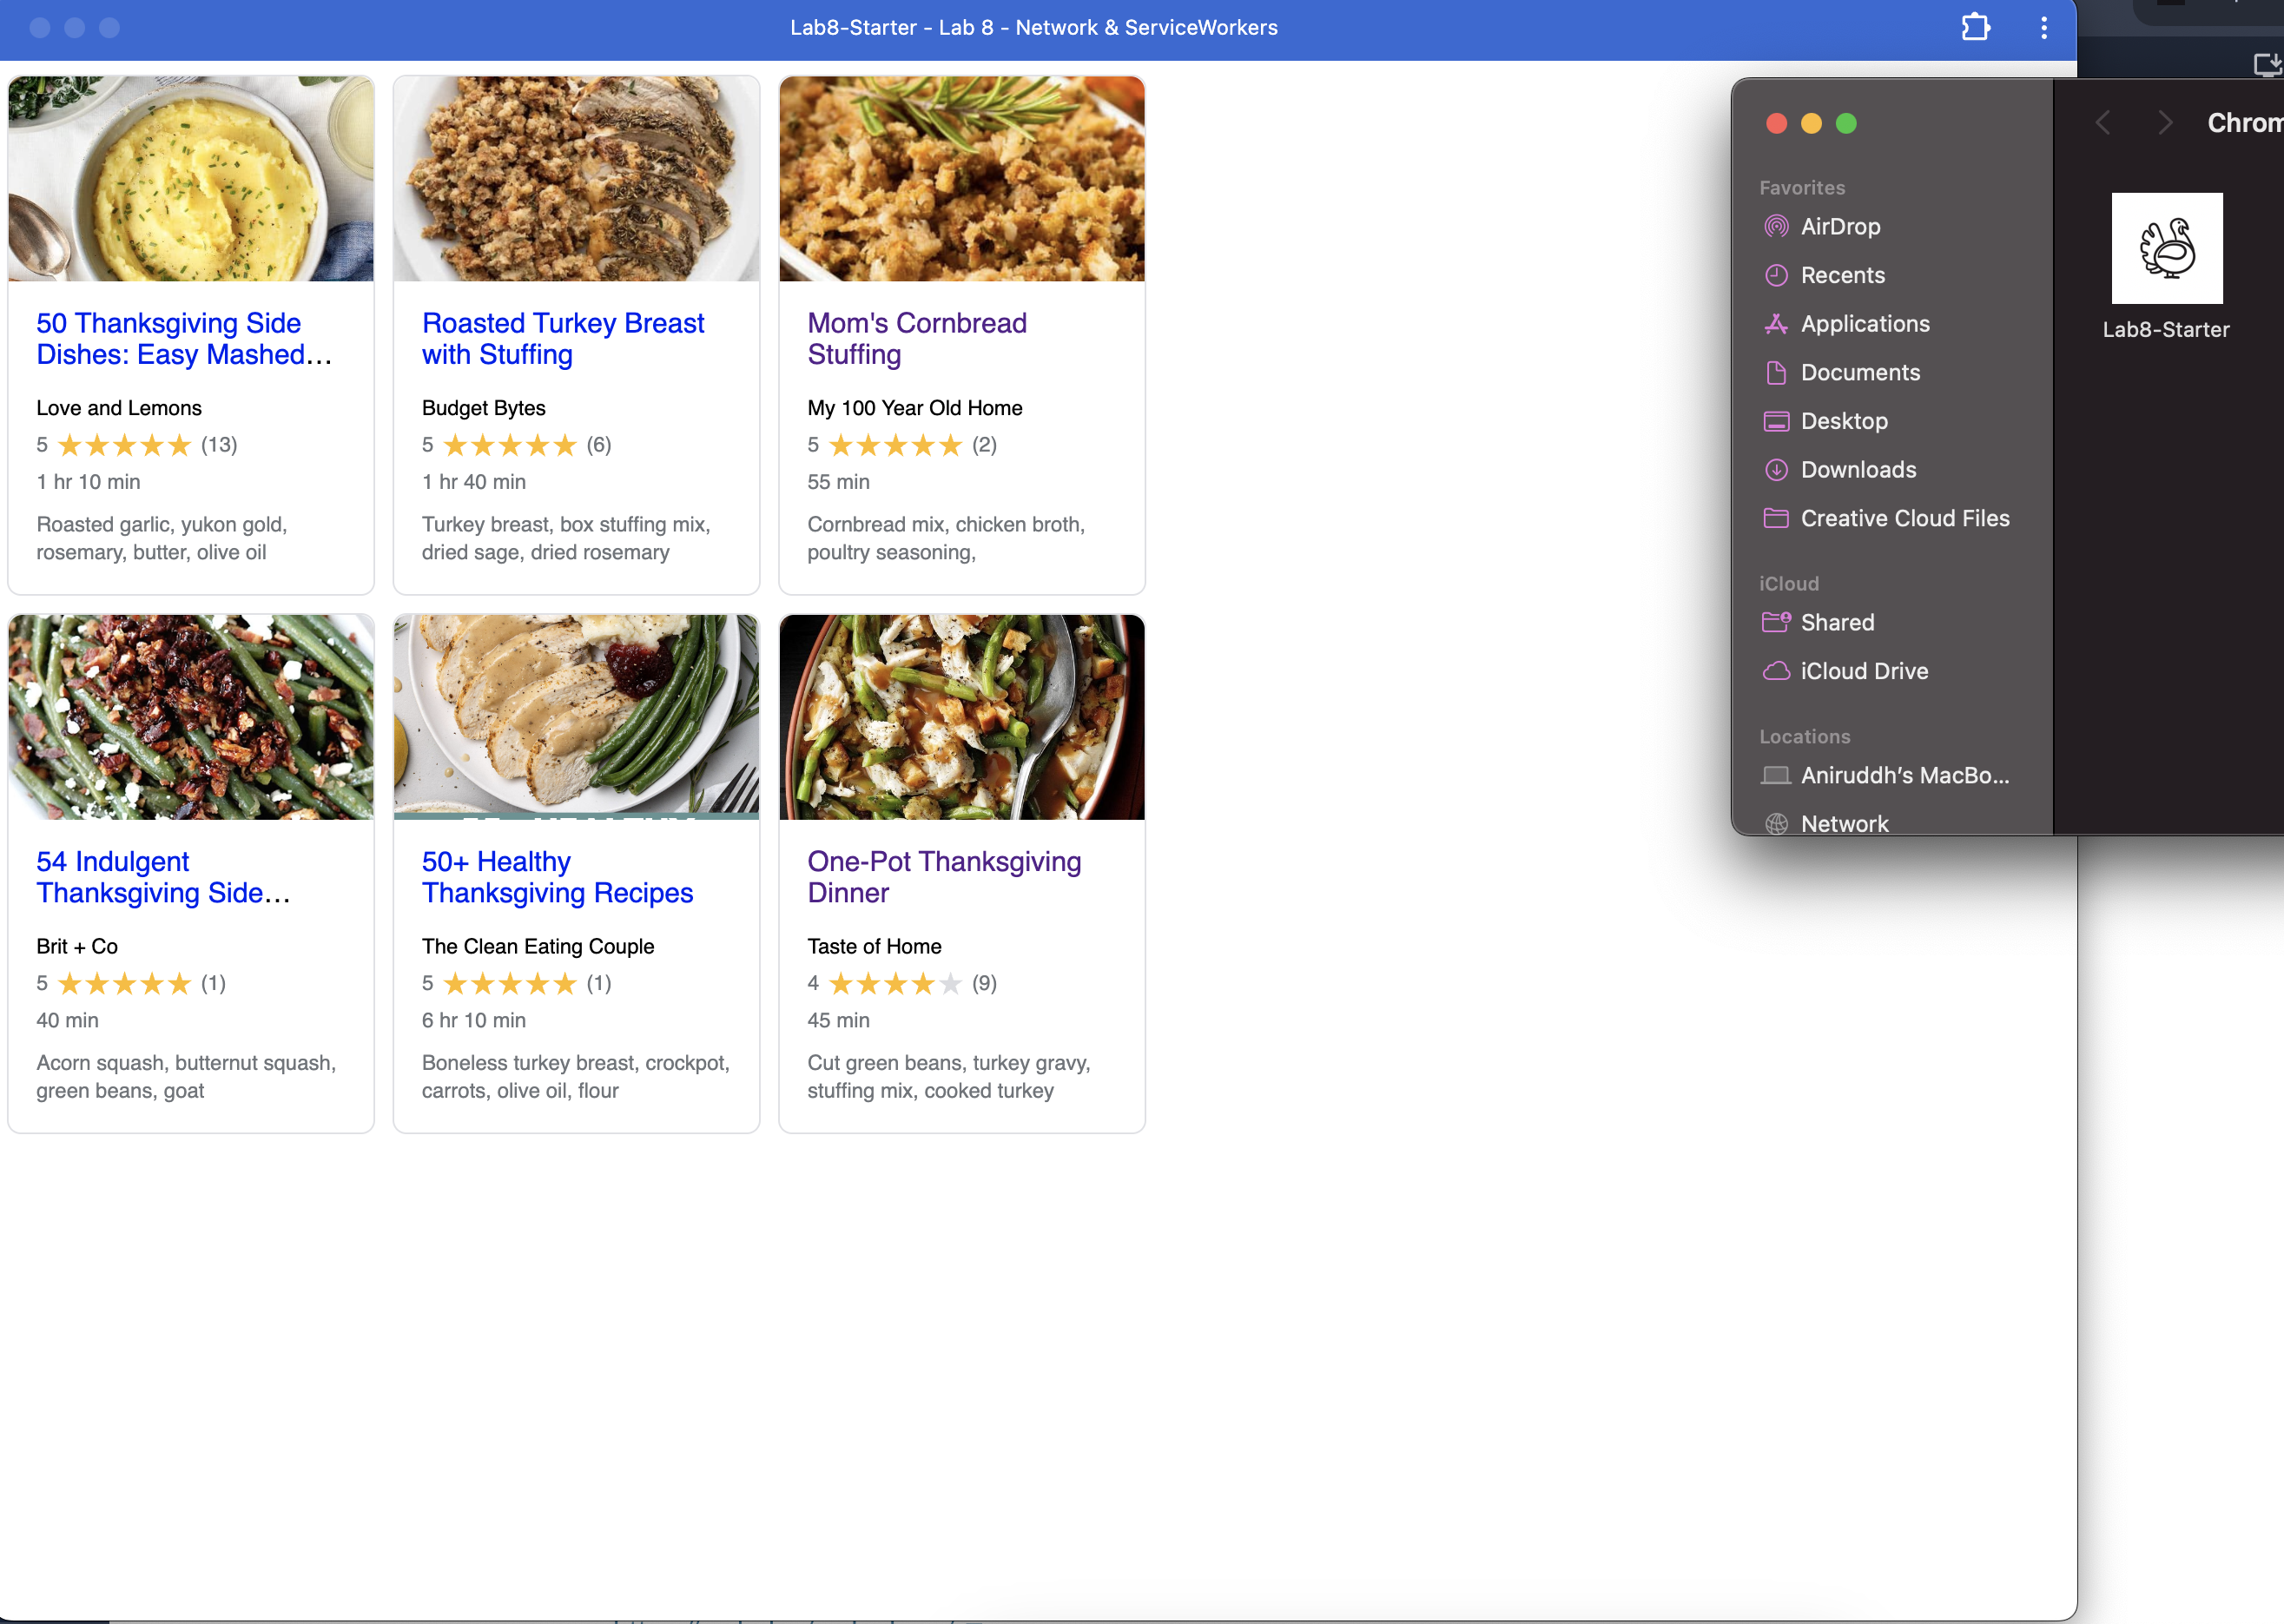 Lab8-Starter - Lab 8 - Network & ServiceWorkers
50 Thanksgiving Side
Dishes: Easy Mashed...
Love and Lemons
5 ★★★★★ (13)
1 hr 10 min
Roasted garlic, yukon gold,
rosemary, butter, olive oil
Roasted Turkey Breast
with Stuffing
Budget Bytes
5 ★★★★★ (6)
1 hr 40 min
Turkey breast, box stuffing mix,
dried sage, dried rosemary
Mom's Cornbread
Stuffing
My 100 Year Old Home
5 ★★★★★ (2)
55 min
Cornbread mix, chicken broth,
poultry seasoning,
54 Indulgent
Thanksgiving Side...
Brit + Co
5 ★★★★★ (1)
40 min
Acorn squash, butternut squash,
green beans, goat
50+ Healthy
Thanksgiving Recipes
The Clean Eating Couple
5 ★★★★★ (1)
6 hr 10 min
Boneless turkey breast, crockpot,
carrots, olive oil, flour
One-Pot Thanksgiving
Dinner
Taste of Home
4 ★★★★★ (9)
45 min
Cut green beans, turkey gravy,
stuffing mix, cooked turkey
Favorites
AirDrop
Recents
Applications
Documents
Desktop
Downloads
Creative Cloud Files
iCloud
Shared
iCloud Drive
Locations
Aniruddh’s MacBo...
Network
Chrom
Lab8-Starter